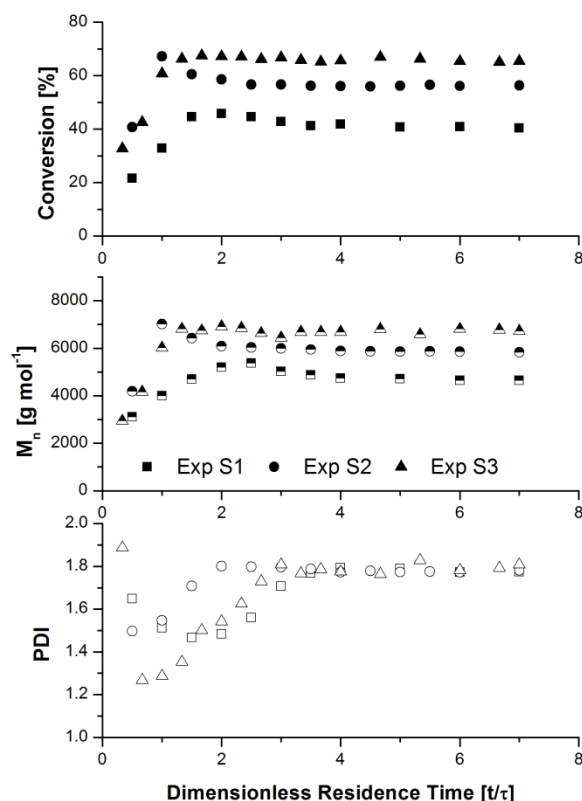 80
60
40
20
0
Conversion [%]
0 2 4 6 8
8000
6000
4000
2000
0
Mn [g mol-1]
Exp S1 Exp S2 Exp S3
0 2 4 6 8
2.0
1.8
1.6
1.4
1.2
1.0
PDI
0 2 4 6 8
Dimensionless Residence Time [t/τ]